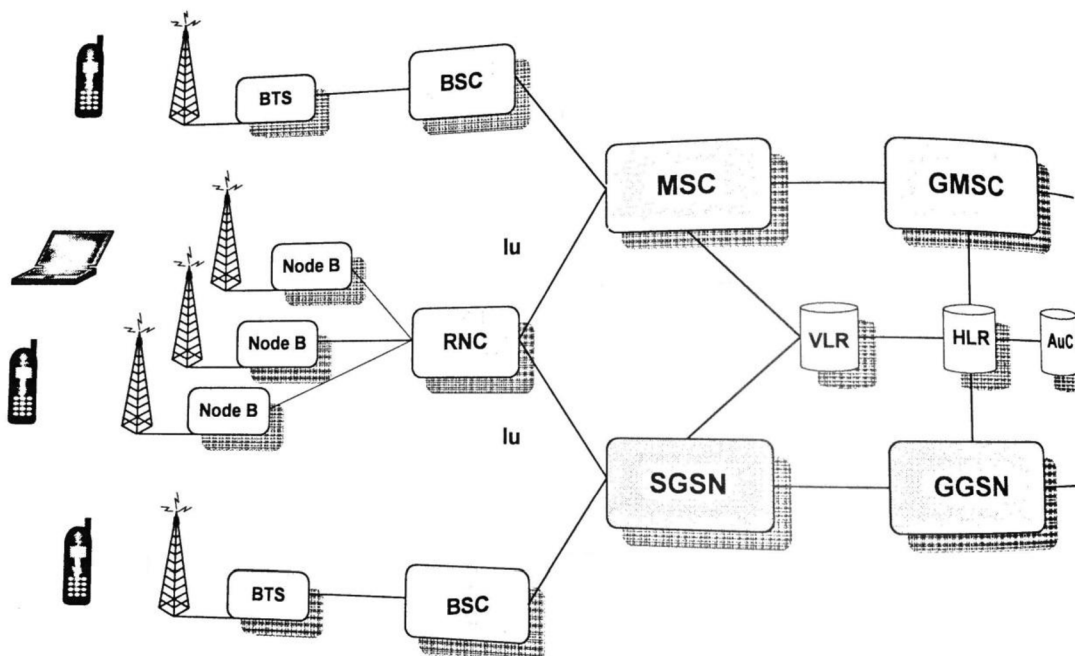 BTS
BSC
MSC
GMSC
Iu
Node B
Node B
Node B
RNC
VLR
HLR
AuC
Iu
SGSN
GGSN
BTS
BSC